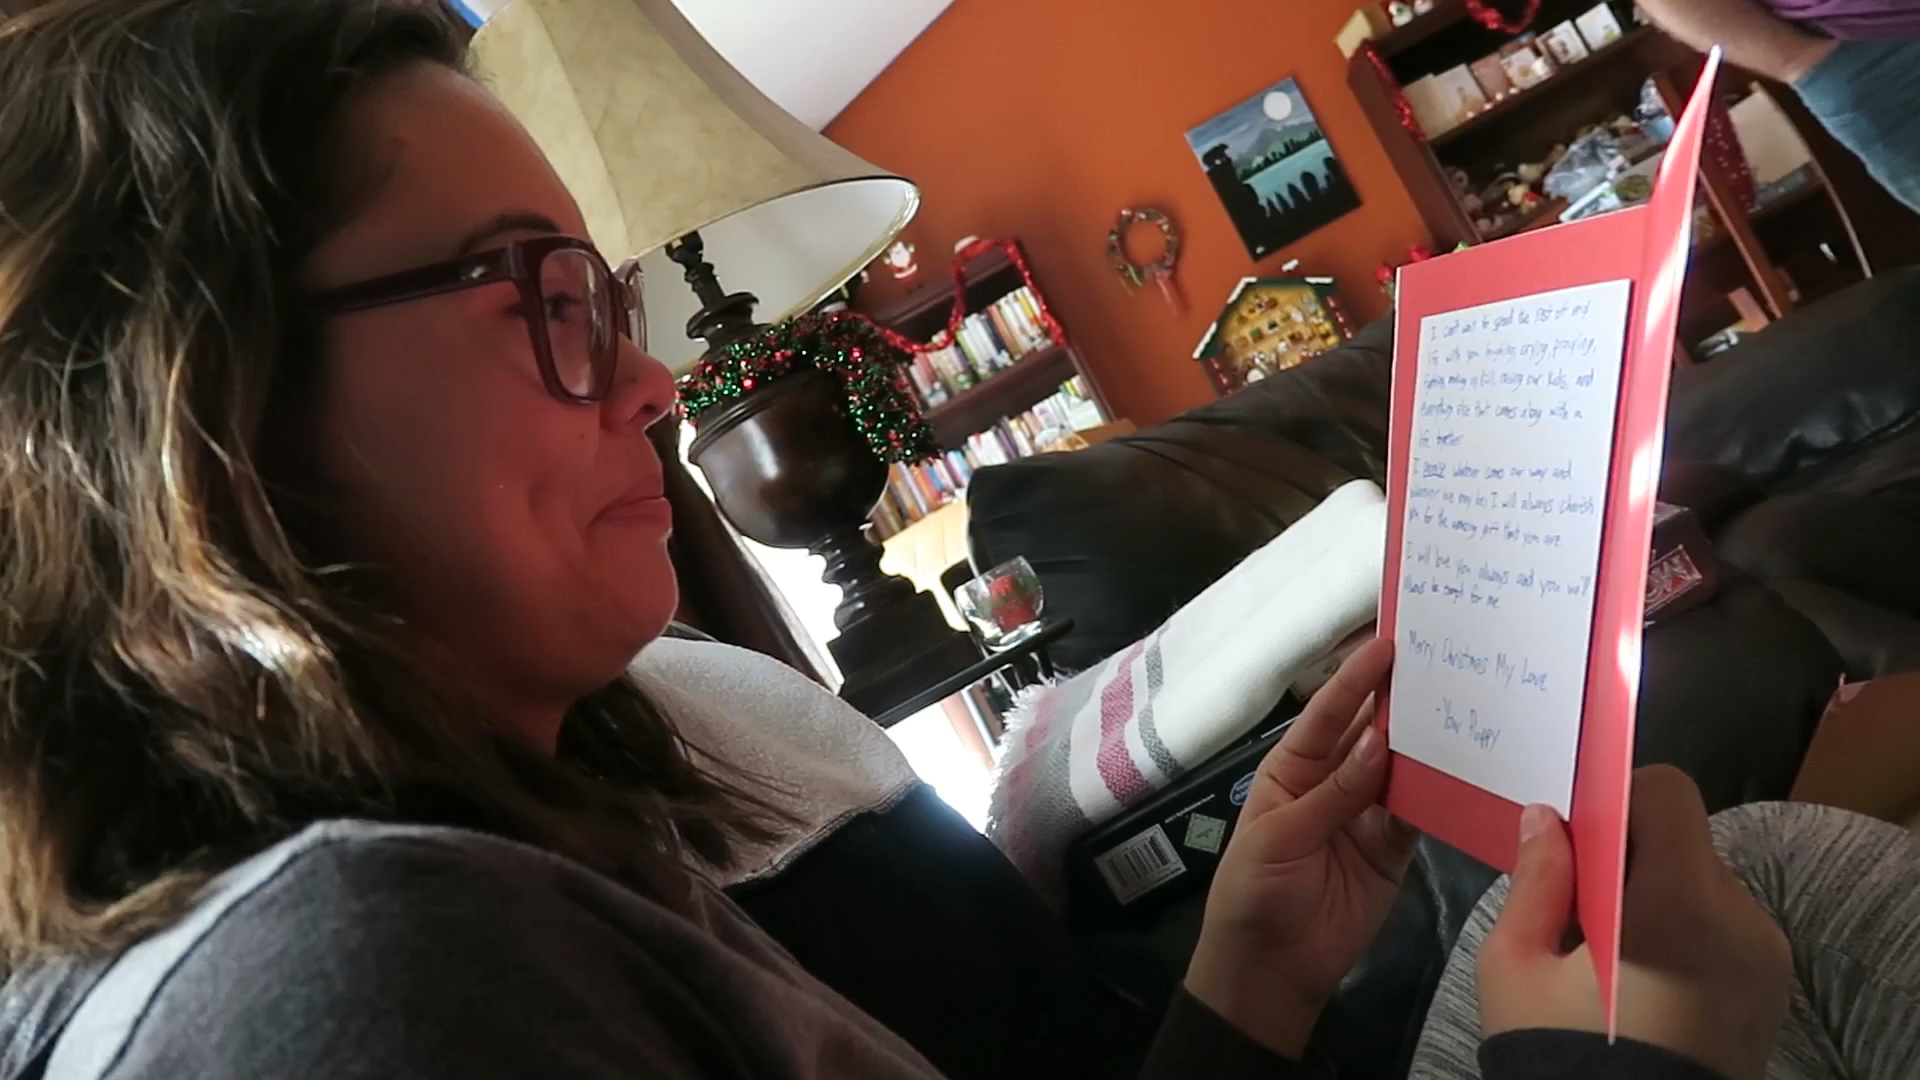 I can't wait to spend the rest of my
life with you laughing, crying, praying,
fighting, making up (lol), raising our kids, and
everything else that comes along with a
life together
I promise whatever comes our way and
wherever we may be, I will always cherish
you for the amazing gift that you are.
I will love you always and you will
always be enough for me
Merry Christmas My Love
-Your Puppy